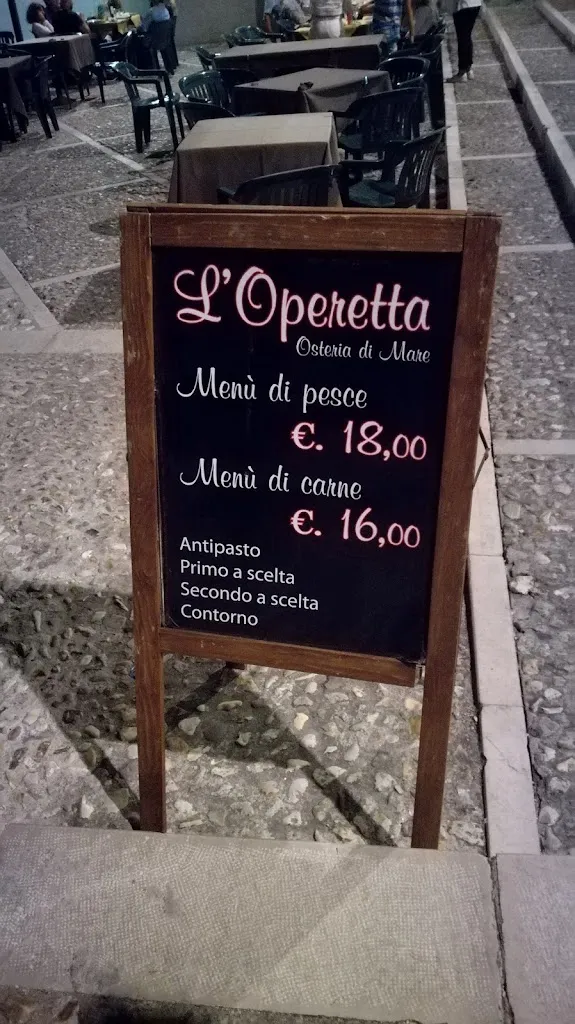 L'Operetta
Osteria di Mare
Menù di pesce
€. 18,00
Menù di carne
€. 16,00
Antipasto
Primo a scelta
Secondo a scelta
Contorno